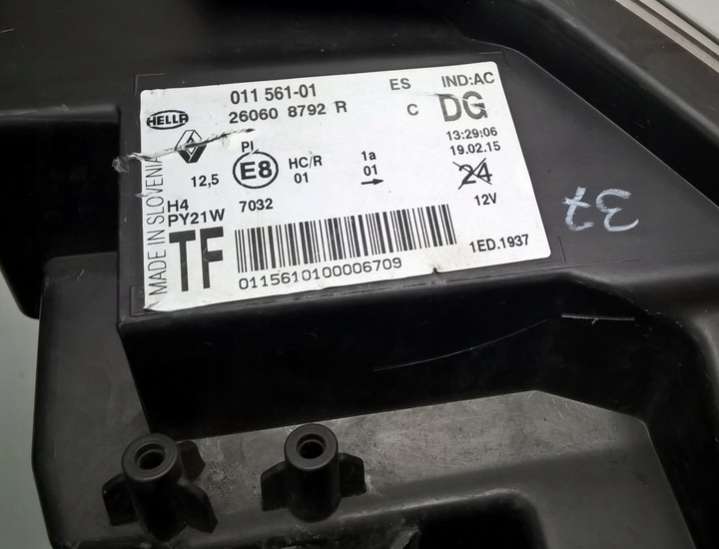 011 561-01 ES IND:AC
HELLA 26060 8792 R C DG
13:29:06
PI 1a 19.02.15
12,5 E8 HC/R 01 24
01
H4 7032 12V
PY21W
TF
0115610100006709 1ED.1937
MADE IN SLOVENIA
37